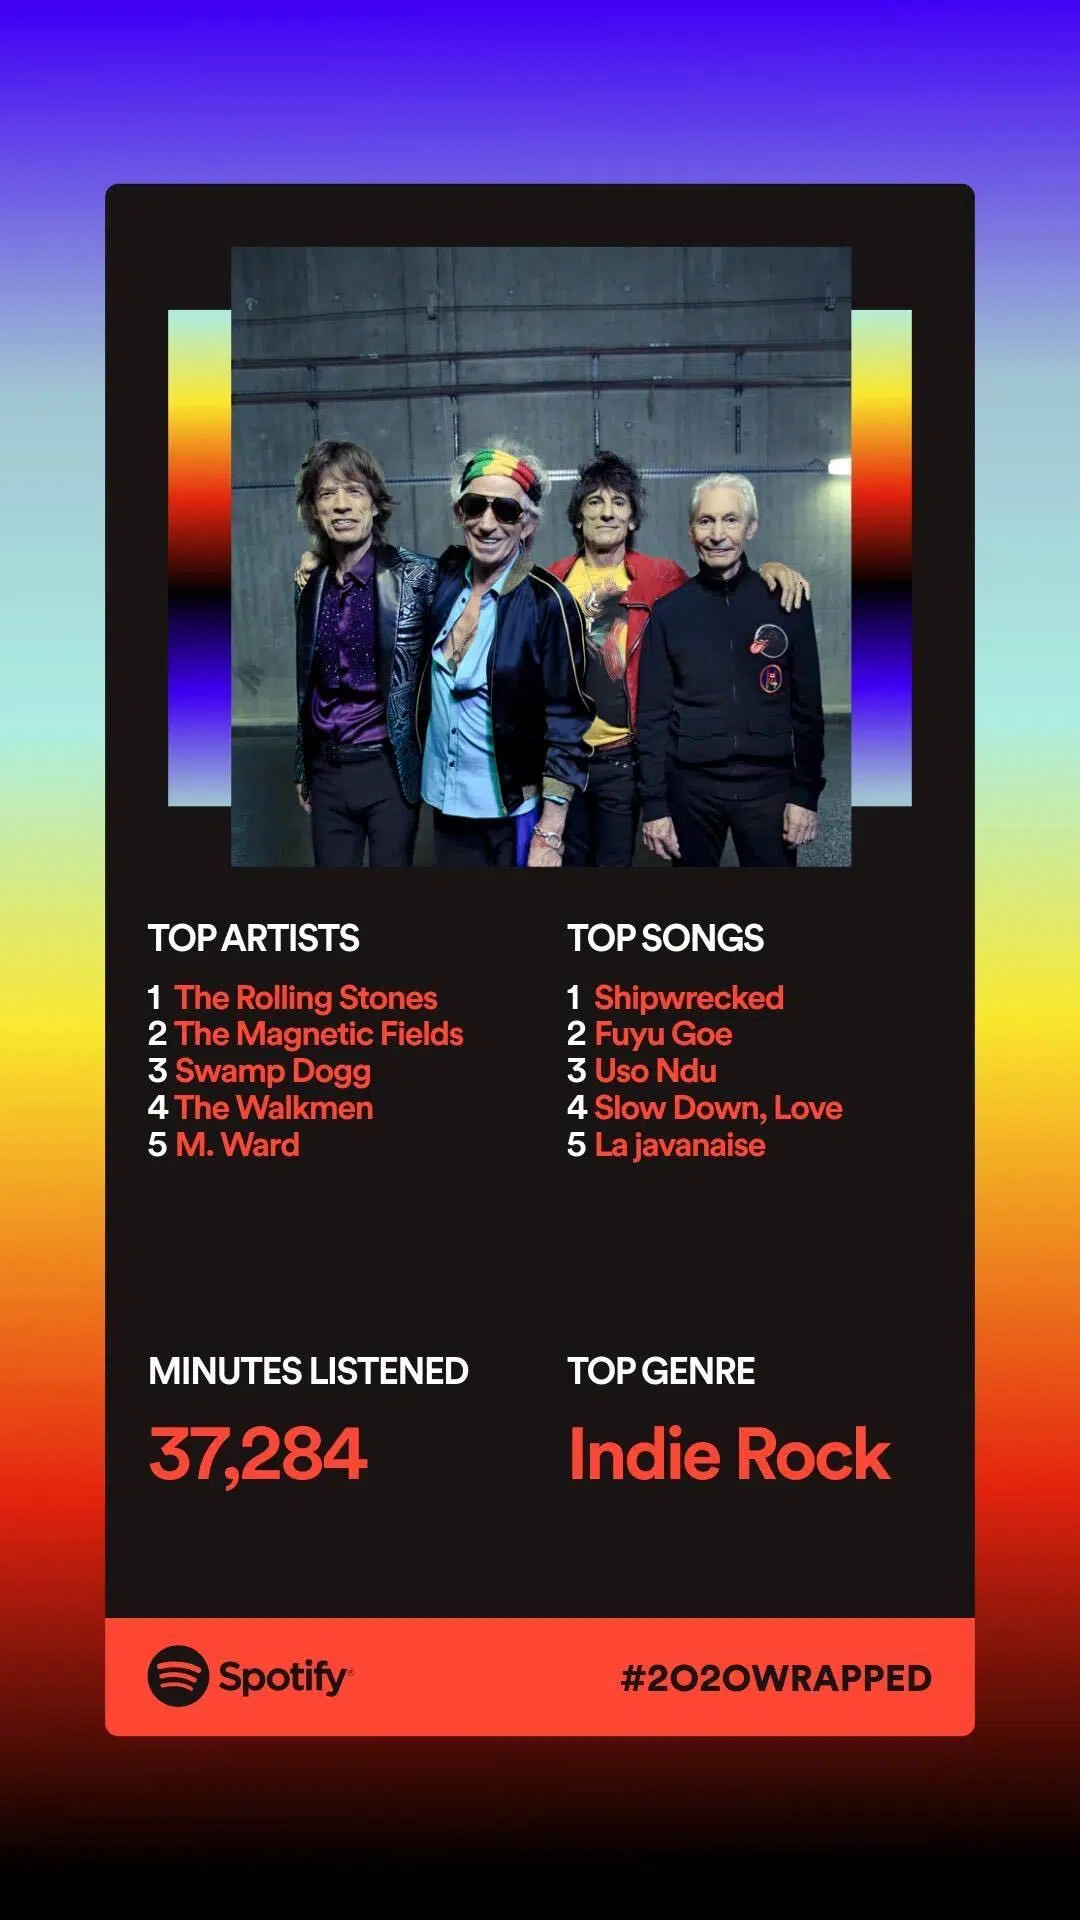 TOP ARTISTS
1 The Rolling Stones
2 The Magnetic Fields
3 Swamp Dogg
4 The Walkmen
5 M. Ward
TOP SONGS
1 Shipwrecked
2 Fuyu Goe
3 Uso Ndu
4 Slow Down, Love
5 La javanaise
MINUTES LISTENED
37,284
TOP GENRE
Indie Rock
Spotify®
#2020WRAPPED